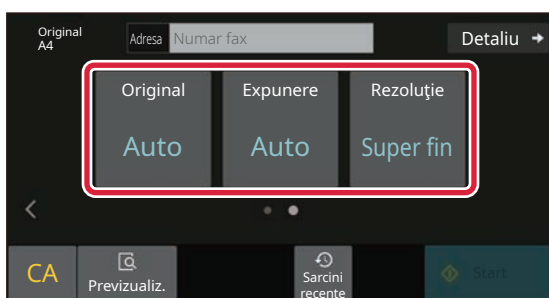 Original
A4
Adresa Numar fax
Detaliu
Original Expunere Rezoluţie
Auto Auto Super fin
CA
Previzualiz.
Sarcini
recente
Start